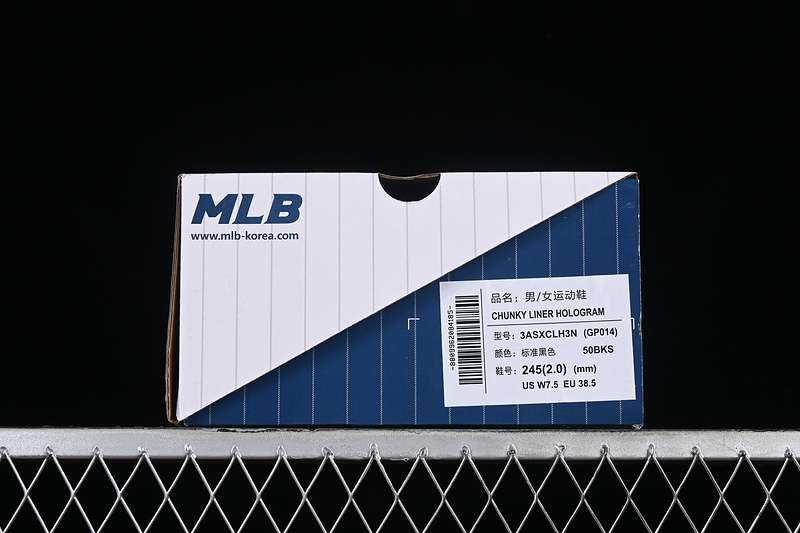 MLB
www.mlb-korea.com
品名：男/女运动鞋
CHUNKY LINER HOLOGRAM
型号：3ASXCLH3N (GP014)
颜色：标准黑色 50BKS
鞋号：245(2.0) (mm)
US W7.5 EU 38.5